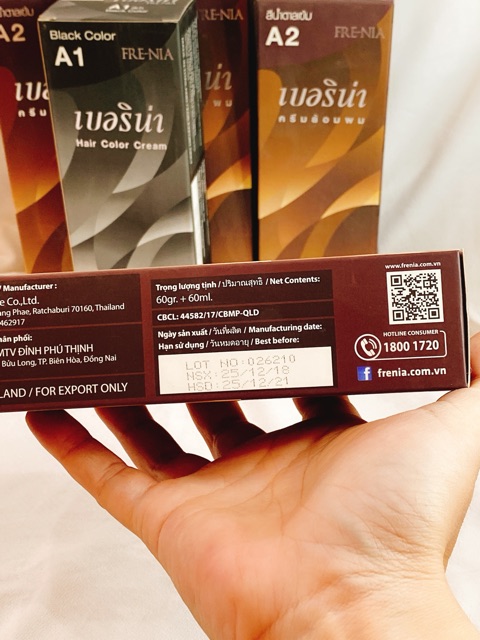 A2
Black Color
A1
FRE·NIA
เบอริน่า
Hair Color Cream
FRE·NIA
สีน้ำตาลเข้ม
A2
FRE·NIA
เบอริน่า
ครีมย้อมผม
/ Manufacturer :
e Co.,Ltd.
ang Phae, Ratchaburi 70160, Thailand
462917
hân phối:
MTV ĐỈNH PHÚ THỊNH
Bửu Long, TP. Biên Hòa, Đồng Nai
LAND / FOR EXPORT ONLY
Trọng lượng tịnh / ปริมาณสุทธิ / Net Contents:
60gr. + 60ml.
CBCL: 44582/17/CBMP-QLD
Ngày sản xuất / วันที่ผลิต / Manufacturing date:
Hạn sử dụng / วันหมดอายุ / Best before:
LOT NO:026210
NSX:25/12/18
HSD:25/12/21
www.frenia.com.vn
HOTLINE CONSUMER
1800 1720
frenia.com.vn